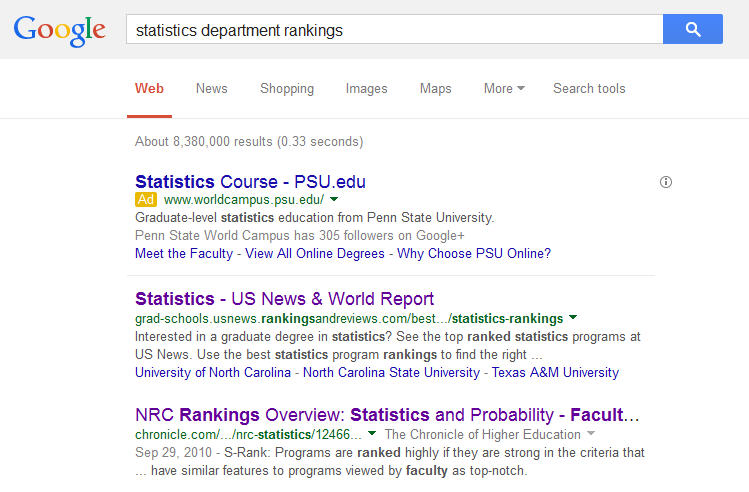 Google
statistics department rankings
Web News Shopping Images Maps More Search tools
About 8,380,000 results (0.33 seconds)
Statistics Course - PSU.edu
Ad www.worldcampus.psu.edu/
Graduate-level statistics education from Penn State University.
Penn State World Campus has 305 followers on Google+
Meet the Faculty - View All Online Degrees - Why Choose PSU Online?
Statistics - US News & World Report
grad-schools.usnews.rankingsandreviews.com/best.../statistics-rankings
Interested in a graduate degree in statistics? See the top ranked statistics programs at
US News. Use the best statistics program rankings to find the right ...
University of North Carolina - North Carolina State University - Texas A&M University
NRC Rankings Overview: Statistics and Probability - Facult...
chronicle.com/.../nrc-statistics/12466... The Chronicle of Higher Education
Sep 29, 2010 - S-Rank: Programs are ranked highly if they are strong in the criteria that
... have similar features to programs viewed by faculty as top-notch.